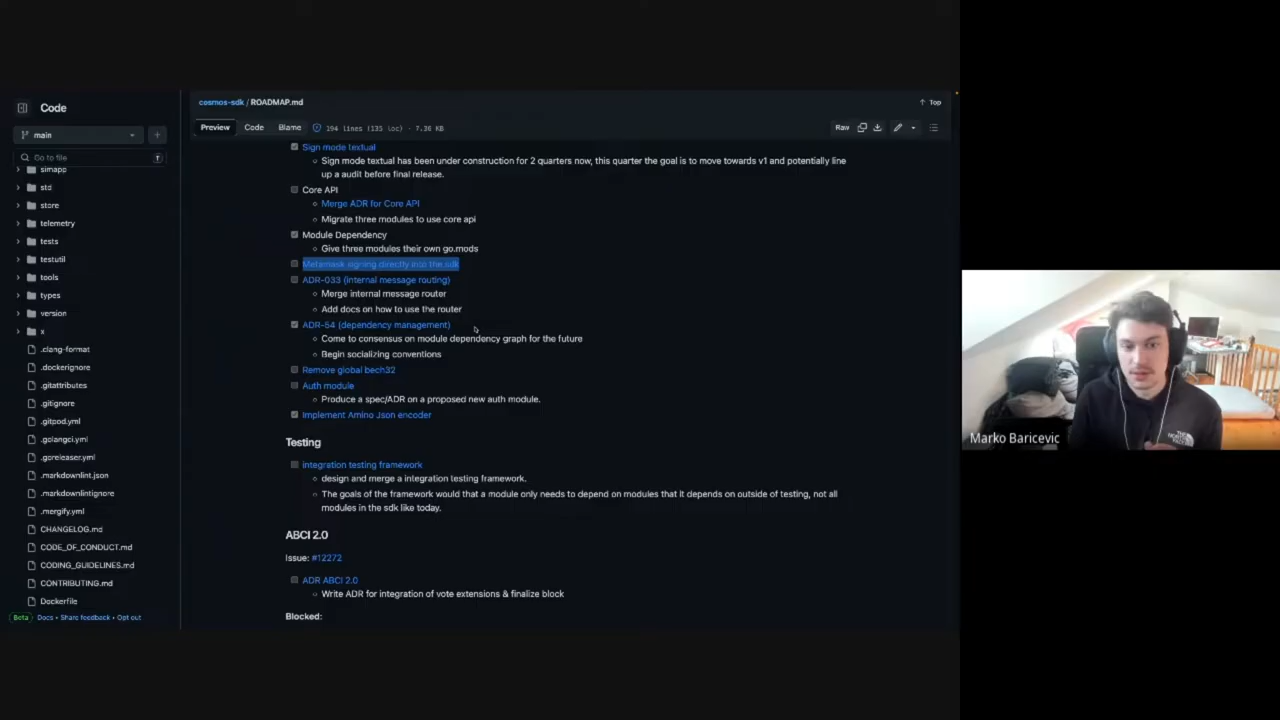 Code
main
Go to file
T
simapp
std
store
telemetry
tests
testutil
tools
types
version
x
.clang-format
.dockerignore
.gitattributes
.gitignore
.gitpod.yml
.golangci.yml
.goreleaser.yml
.markdownlint.json
.markdownlintignore
.mergify.yml
CHANGELOG.md
CODE_OF_CONDUCT.md
CODING_GUIDELINES.md
CONTRIBUTING.md
Dockerfile
Beta Docs • Share feedback • Opt out
cosmos-sdk / ROADMAP.md
Top
Preview Code Blame 194 lines (135 loc) · 7.26 KB
Raw
Sign mode textual
Sign mode textual has been under construction for 2 quarters now, this quarter the goal is to move towards v1 and potentially line
up a audit before final release.
Core API
Merge ADR for Core API
Migrate three modules to use core api
Module Dependency
Give three modules their own go.mods
Metamask signing directly into the sdk
ADR-033 (internal message routing)
Merge internal message router
Add docs on how to use the router
ADR-54 (dependency management)
Come to consensus on module dependency graph for the future
Begin socializing conventions
Remove global bech32
Auth module
Produce a spec/ADR on a proposed new auth module.
Implement Amino Json encoder
Testing
integration testing framework
design and merge a integration testing framework.
The goals of the framework would that a module only needs to depend on modules that it depends on outside of testing, not all
modules in the sdk like today.
ABCI 2.0
Issue: #12272
ADR ABCI 2.0
Write ADR for integration of vote extensions & finalize block
Blocked:
Marko Baricevic
THE
NORTH
FACE